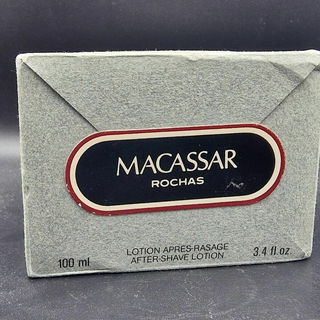 MACASSAR
ROCHAS
LOTION APRES-RASAGE
100 ml AFTER-SHAVE LOTION 3.4 fl.oz.